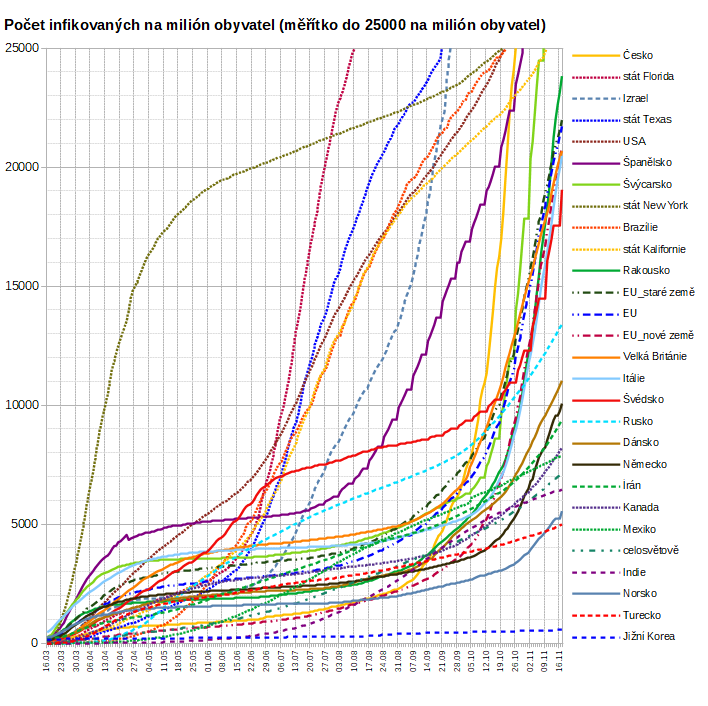 Počet infikovaných na milión obyvatel (měřítko do 25000 na milión obyvatel)
25000
20000
15000
10000
5000
0
16.03
23.03
30.03
06.04
13.04
20.04
27.04
04.05
11.05
18.05
25.05
01.06
08.06
15.06
22.06
29.06
06.07
13.07
20.07
27.07
03.08
10.08
17.08
24.08
31.08
07.09
14.09
21.09
28.09
05.10
12.10
19.10
26.10
02.11
09.11
16.11
Česko
stát Florida
Izrael
stát Texas
USA
Španělsko
Švýcarsko
stát New York
Brazílie
stát Kalifornie
Rakousko
EU_staré země
EU
EU_nové země
Velká Británie
Itálie
Švédsko
Rusko
Dánsko
Německo
Irán
Kanada
Mexiko
celosvětově
Indie
Norsko
Turecko
Jižní Korea